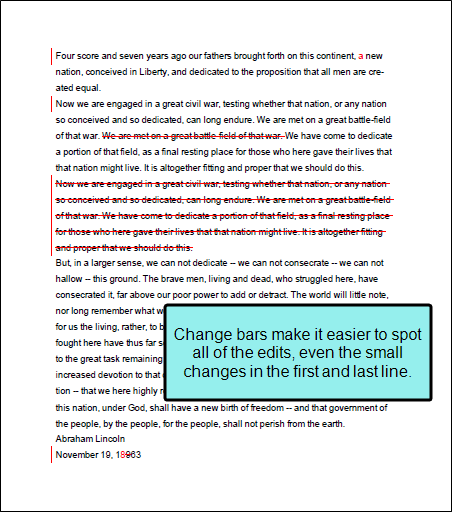 Four score and seven years ago our fathers brought forth on this continent, a new
nation, conceived in Liberty, and dedicated to the proposition that all men are cre-
ated equal.
Now we are engaged in a great civil war, testing whether that nation, or any nation
so conceived and so dedicated, can long endure. We are met on a great battle-field
of that war. We are met on a great battle-field of that war. We have come to dedicate
a portion of that field, as a final resting place for those who here gave their lives that
that nation might live. It is altogether fitting and proper that we should do this.
Now we are engaged in a great civil war, testing whether that nation, or any nation
so conceived and so dedicated, can long endure. We are met on a great battle-field
of that war. We have come to dedicate a portion of that field, as a final resting place
for those who here gave their lives that that nation might live. It is altogether fitting
and proper that we should do this.
But, in a larger sense, we can not dedicate -- we can not consecrate -- we can not
hallow -- this ground. The brave men, living and dead, who struggled here, have
consecrated it, far above our poor power to add or detract. The world will little note,
nor long remember what
for us the living, rather, to
fought here have thus far
to the great task remaining
increased devotion to that
tion -- that we here highly
this nation, under God, shall have a new birth of freedom -- and that government of
the people, by the people, for the people, shall not perish from the earth.
Abraham Lincoln
November 19, 18963
Change bars make it easier to spot
all of the edits, even the small
changes in the first and last line.